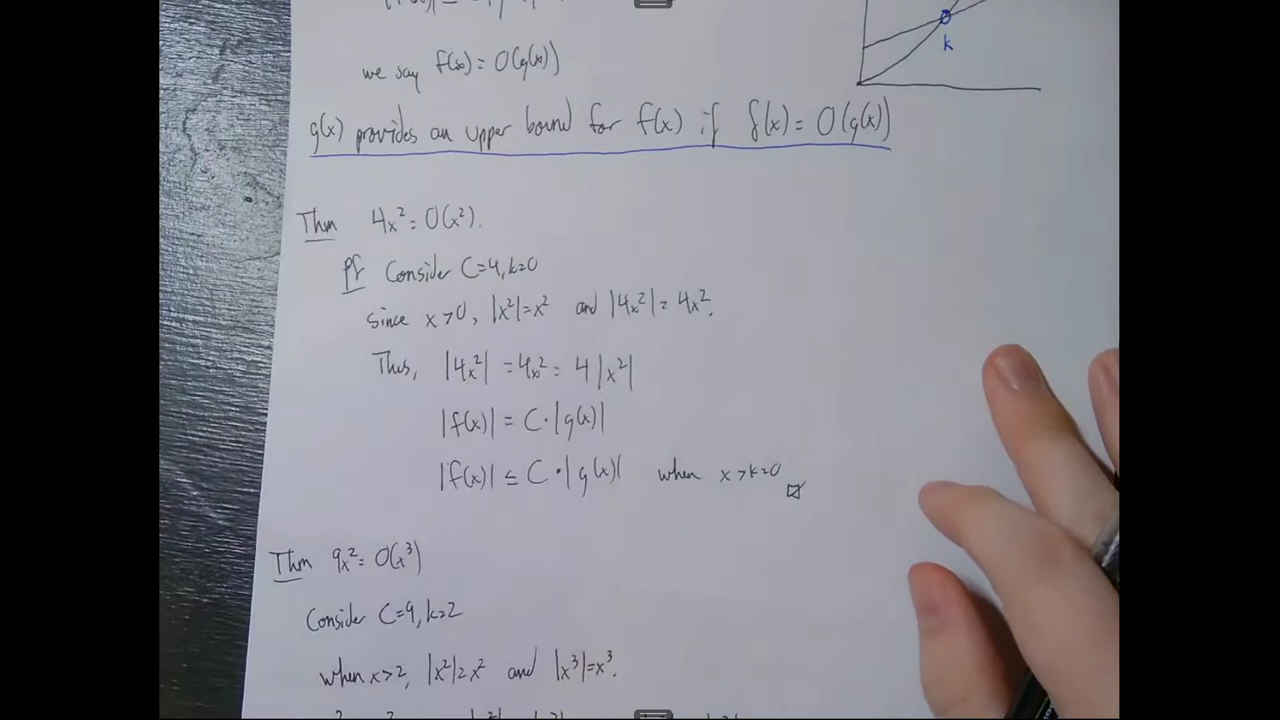 k
we say f(x) = O(g(x))
g(x) provides an upper bound for f(x) if f(x) = O(g(x))
Thm 4x² = O(x²).
Pf Consider C=4, k=0
since x>0, |x²|=x² and |4x²|=4x².
Thus, |4x²| = 4x² = 4|x²|
|f(x)| = C·|g(x)|
|f(x)| ≤ C·|g(x)| when x>k=0
Thm 9x² = O(x³)
Consider C=9, k=2
when x>2, |x²|=x² and |x³|=x³.